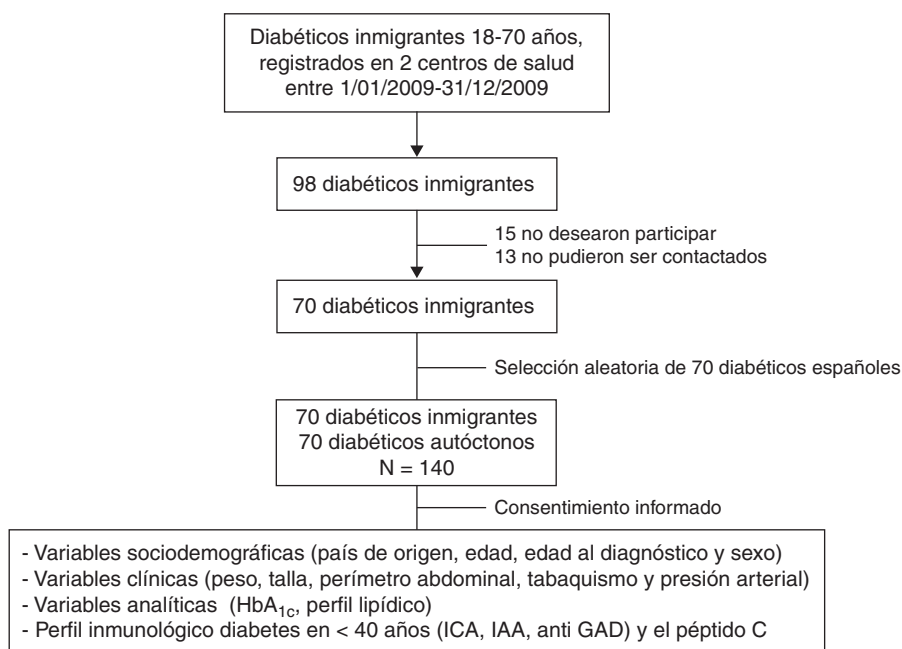 Diabéticos inmigrantes 18-70 años,
registrados en 2 centros de salud
entre 1/01/2009-31/12/2009
98 diabéticos inmigrantes
15 no desearon participar
13 no pudieron ser contactados
70 diabéticos inmigrantes
Selección aleatoria de 70 diabéticos españoles
70 diabéticos inmigrantes
70 diabéticos autóctonos
N = 140
Consentimiento informado
- Variables sociodemográficas (país de origen, edad, edad al diagnóstico y sexo)
- Variables clínicas (peso, talla, perímetro abdominal, tabaquismo y presión arterial)
- Variables analíticas (HbA1c, perfil lipídico)
- Perfil inmunológico diabetes en < 40 años (ICA, IAA, anti GAD) y el péptido C